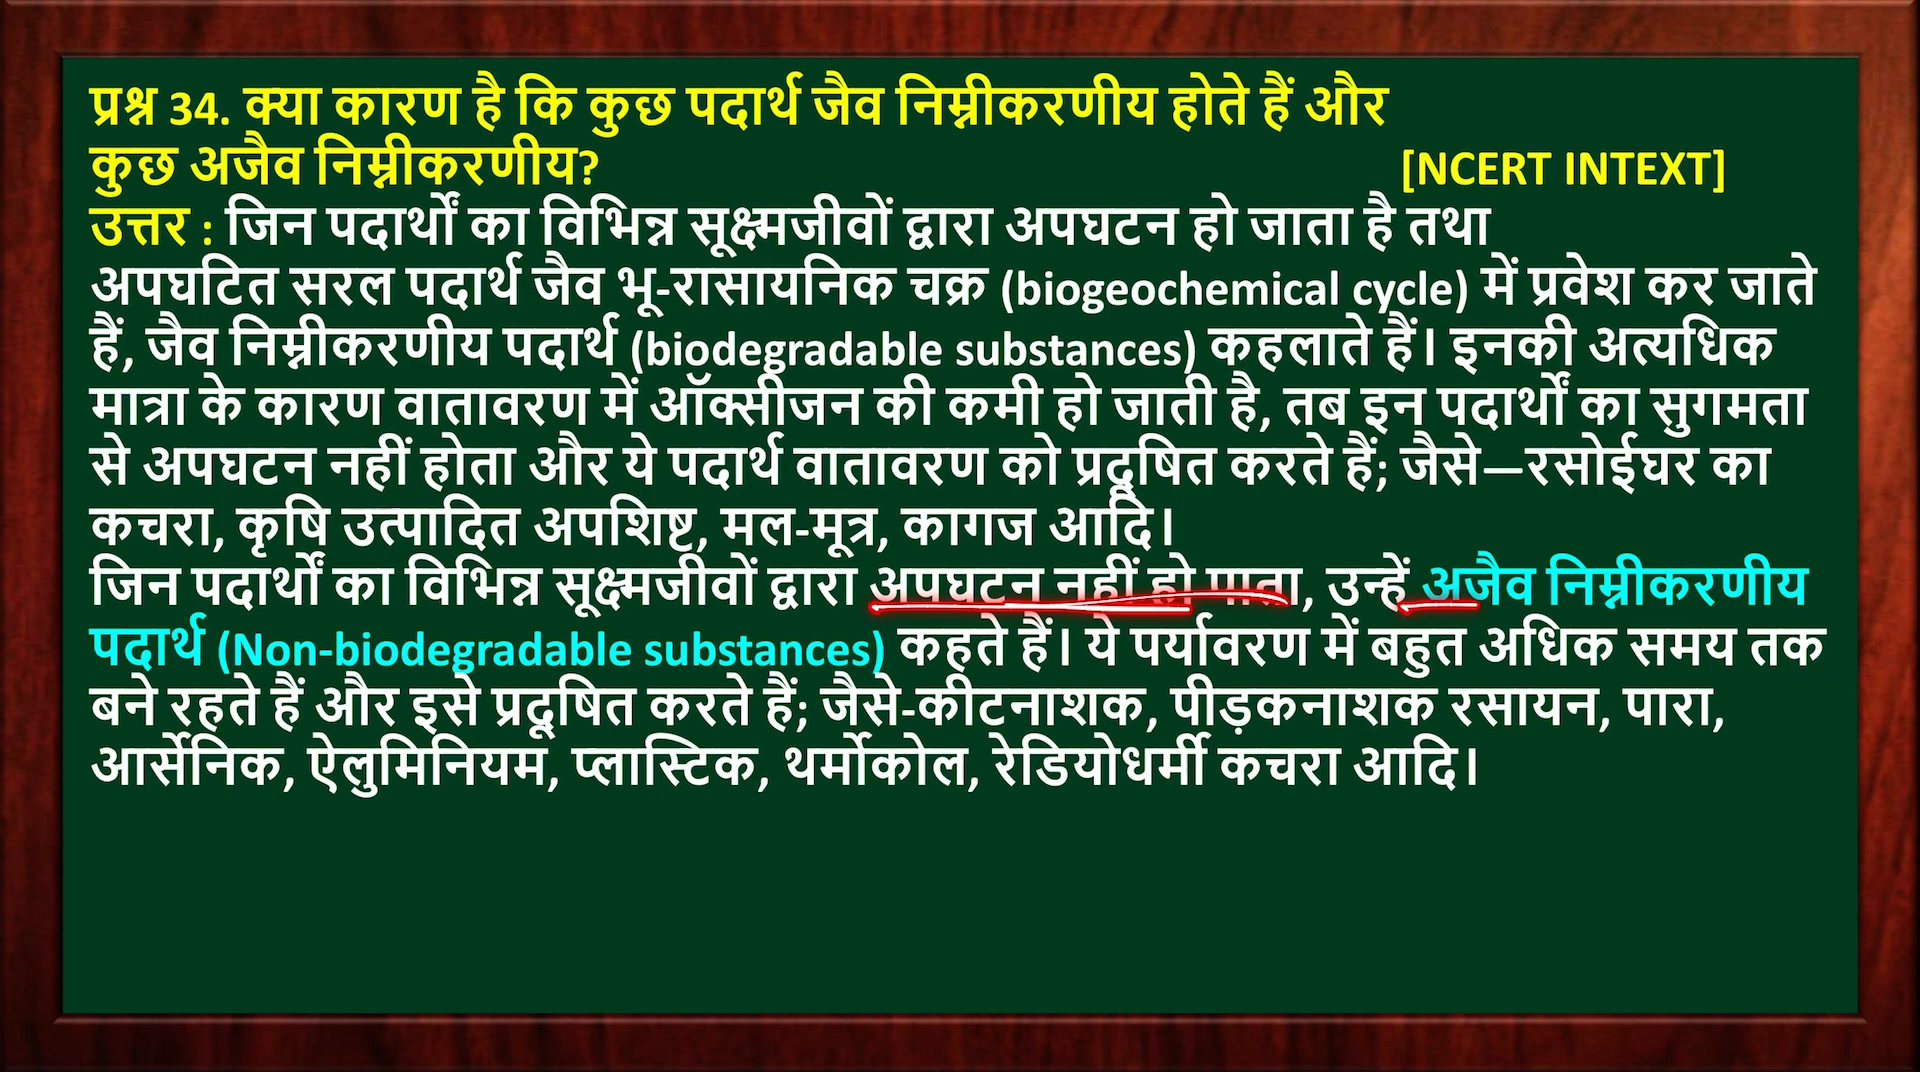 प्रश्न 34. क्या कारण है कि कुछ पदार्थ जैव निम्नीकरणीय होते हैं और
कुछ अजैव निम्नीकरणीय? [NCERT INTEXT]
उत्तर : जिन पदार्थों का विभिन्न सूक्ष्मजीवों द्वारा अपघटन हो जाता है तथा
अपघटित सरल पदार्थ जैव भू-रासायनिक चक्र (biogeochemical cycle) में प्रवेश कर जाते
हैं, जैव निम्नीकरणीय पदार्थ (biodegradable substances) कहलाते हैं। इनकी अत्यधिक
मात्रा के कारण वातावरण में ऑक्सीजन की कमी हो जाती है, तब इन पदार्थों का सुगमता
से अपघटन नहीं होता और ये पदार्थ वातावरण को प्रदूषित करते हैं; जैसे—रसोईघर का
कचरा, कृषि उत्पादित अपशिष्ट, मल-मूत्र, कागज आदि।
जिन पदार्थों का विभिन्न सूक्ष्मजीवों द्वारा अपघटन नहीं हो पाता, उन्हें अजैव निम्नीकरणीय
पदार्थ (Non-biodegradable substances) कहते हैं। ये पर्यावरण में बहुत अधिक समय तक
बने रहते हैं और इसे प्रदूषित करते हैं; जैसे-कीटनाशक, पीड़कनाशक रसायन, पारा,
आर्सेनिक, ऐलुमिनियम, प्लास्टिक, थर्मोकोल, रेडियोधर्मी कचरा आदि।